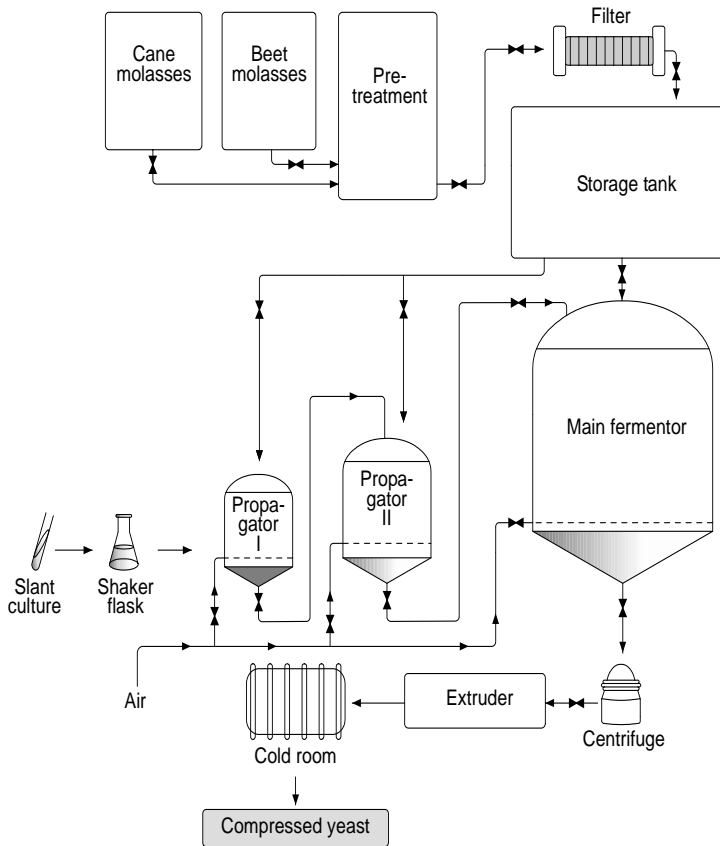 Cane
molasses
Beet
molasses
Pre-
treatment
Filter
Storage tank
Main fermentor
Propa-
gator
I
Propa-
gator
II
Slant
culture
Shaker
flask
Air
Cold room
Extruder
Centrifuge
Compressed yeast